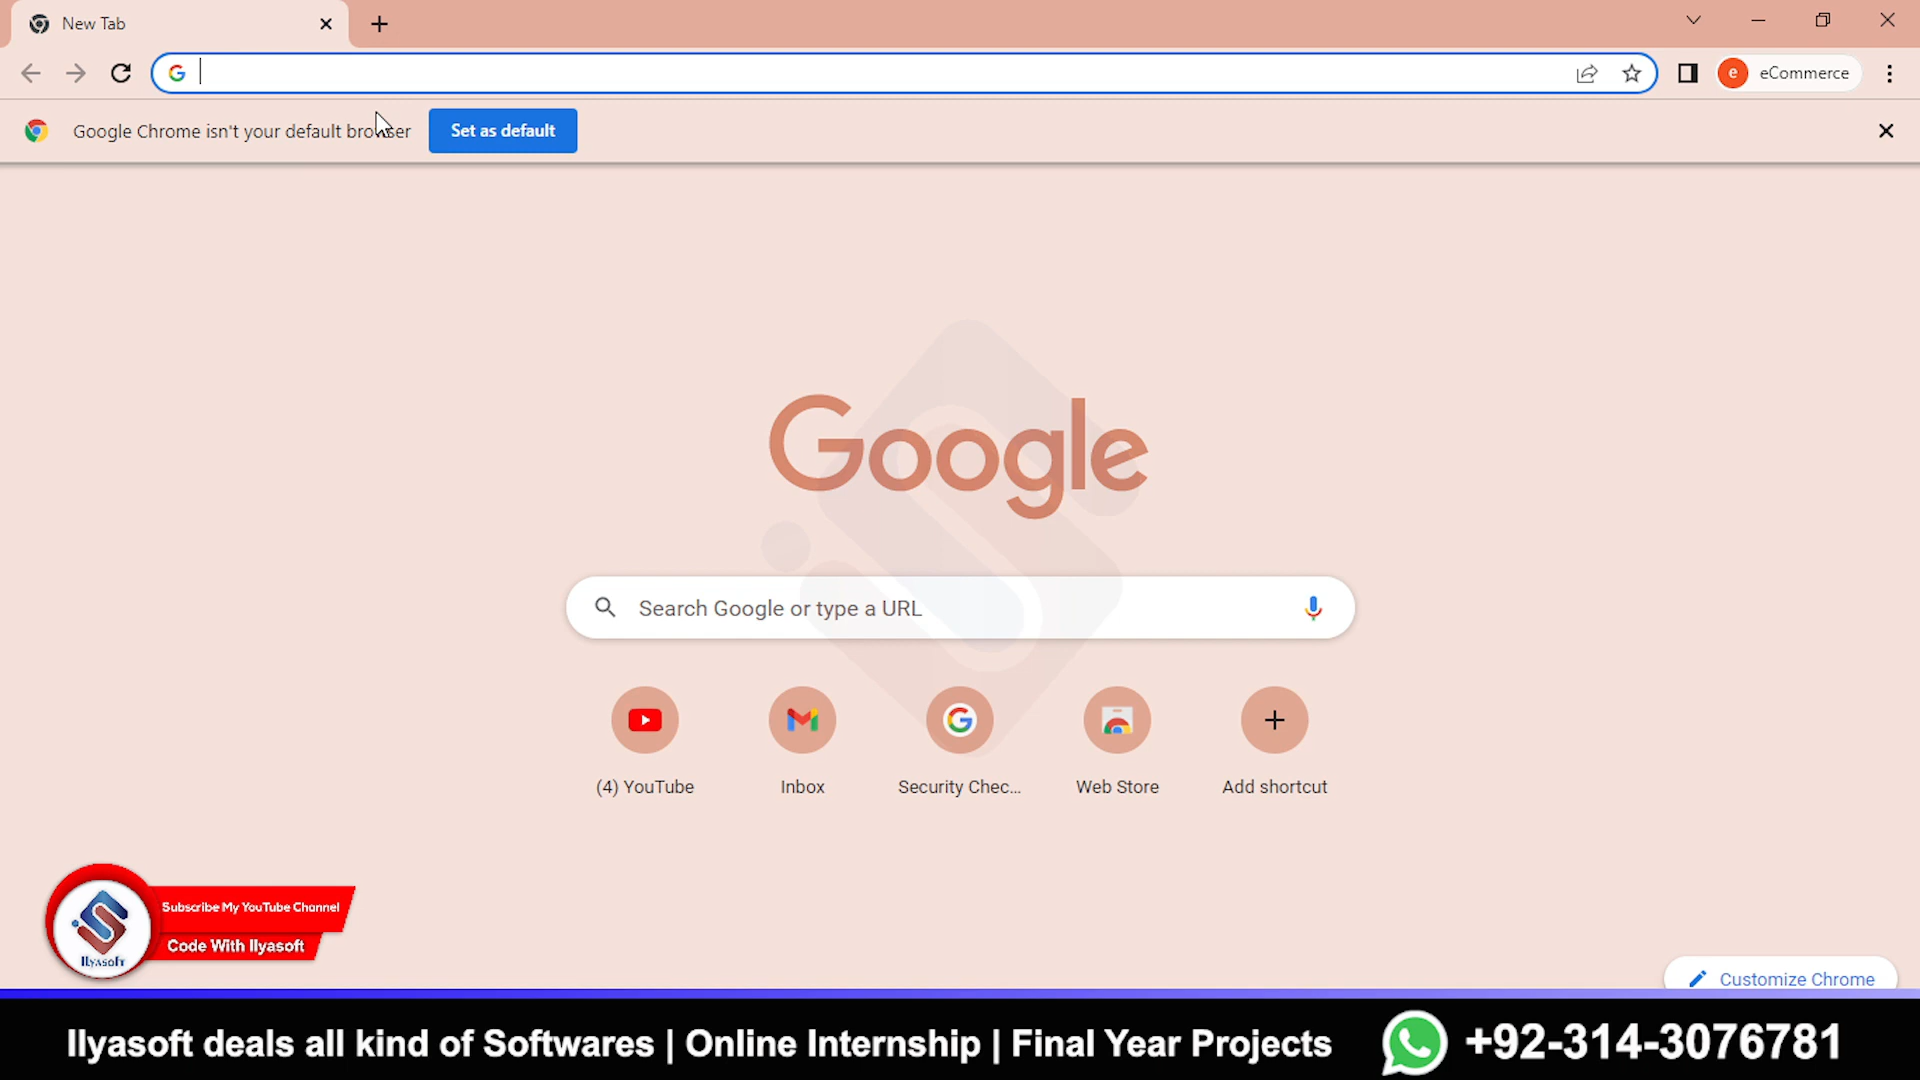 New Tab
e eCommerce
Google Chrome isn't your default browser
Set as default
Google
Search Google or type a URL
(4) YouTube
Inbox
Security Chec...
Web Store
Add shortcut
Subscribe My YouTube Channel
Code With Ilyasoft
Ilyasoft
Customize Chrome
Ilyasoft deals all kind of Softwares | Online Internship | Final Year Projects
+92-314-3076781